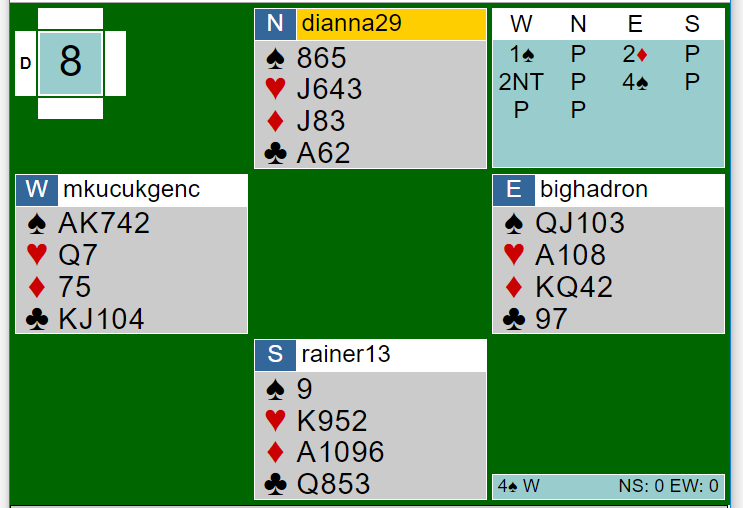 N dianna29
♠ 865
♥ J643
♦ J83
♣ A62
W N E S
1♠ P 2♦ P
2NT P 4♠ P
P P
D 8
W mkucukgenc
♠ AK742
♥ Q7
♦ 75
♣ KJ104
E bighadron
♠ QJ103
♥ A108
♦ KQ42
♣ 97
S rainer13
♠ 9
♥ K952
♦ A1096
♣ Q853
4♠ W NS: 0 EW: 0